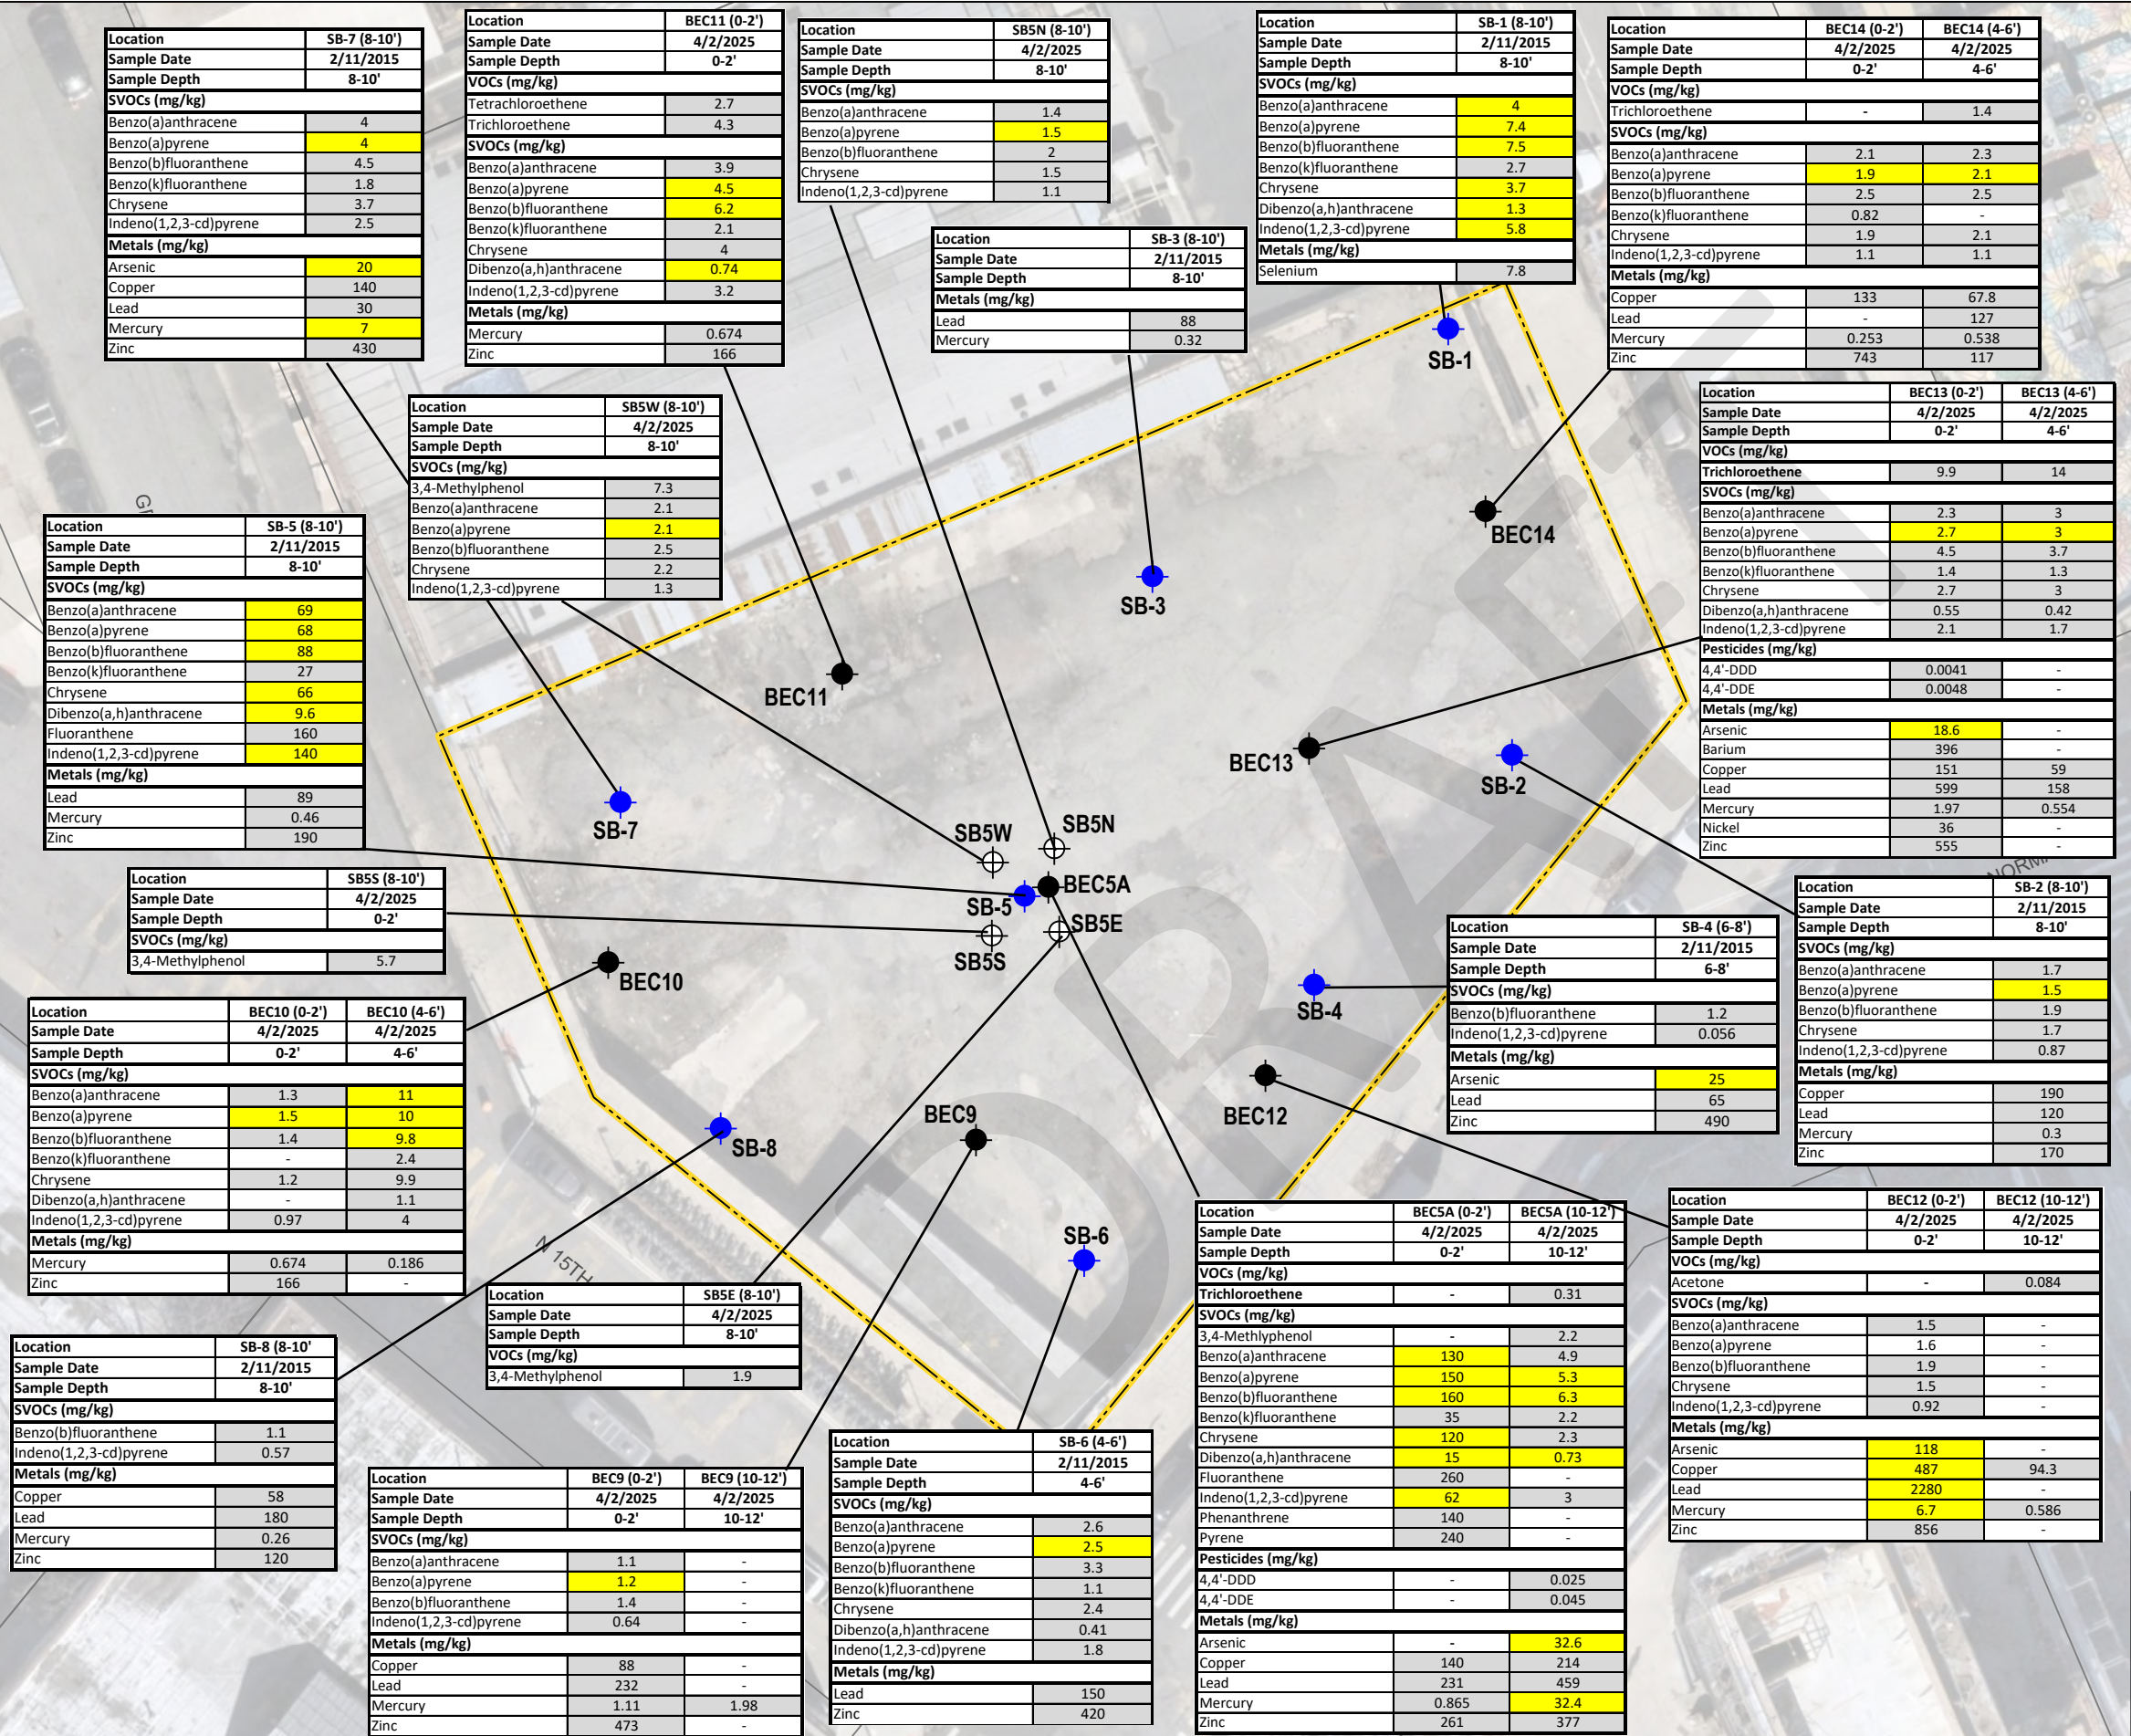 Location SB-7 (8-10')
Sample Date 2/11/2015
Sample Depth 8-10'
SVOCs (mg/kg)
Benzo(a)anthracene 4
Benzo(a)pyrene 4
Benzo(b)fluoranthene 4.5
Benzo(k)fluoranthene 1.8
Chrysene 3.7
Indeno(1,2,3-cd)pyrene 2.5
Metals (mg/kg)
Arsenic 20
Copper 140
Lead 30
Mercury 7
Zinc 430
Location BEC11 (0-2')
Sample Date 4/2/2025
Sample Depth 0-2'
VOCs (mg/kg)
Tetrachloroethene 2.7
Trichloroethene 4.3
SVOCs (mg/kg)
Benzo(a)anthracene 3.9
Benzo(a)pyrene 4.5
Benzo(b)fluoranthene 6.2
Benzo(k)fluoranthene 2.1
Chrysene 4
Dibenzo(a,h)anthracene 0.74
Indeno(1,2,3-cd)pyrene 3.2
Metals (mg/kg)
Mercury 0.674
Zinc 166
Location SB5N (8-10')
Sample Date 4/2/2025
Sample Depth 8-10'
SVOCs (mg/kg)
Benzo(a)anthracene 1.4
Benzo(a)pyrene 1.5
Benzo(b)fluoranthene 2
Chrysene 1.5
Indeno(1,2,3-cd)pyrene 1.1
Location SB-3 (8-10')
Sample Date 2/11/2015
Sample Depth 8-10'
Metals (mg/kg)
Lead 88
Mercury 0.32
Location SB-1 (8-10')
Sample Date 2/11/2015
Sample Depth 8-10'
SVOCs (mg/kg)
Benzo(a)anthracene 4
Benzo(a)pyrene 7.4
Benzo(b)fluoranthene 7.5
Benzo(k)fluoranthene 2.7
Chrysene 3.7
Dibenzo(a,h)anthracene 1.3
Indeno(1,2,3-cd)pyrene 5.8
Metals (mg/kg)
Selenium 7.8
Location BEC14 (0-2') BEC14 (4-6')
Sample Date 4/2/2025 4/2/2025
Sample Depth 0-2' 4-6'
VOCs (mg/kg)
Trichloroethene - 1.4
SVOCs (mg/kg)
Benzo(a)anthracene 2.1 2.3
Benzo(a)pyrene 1.9 2.1
Benzo(b)fluoranthene 2.5 2.5
Benzo(k)fluoranthene 0.82 -
Chrysene 1.9 2.1
Indeno(1,2,3-cd)pyrene 1.1 1.1
Metals (mg/kg)
Copper 133 67.8
Lead - 127
Mercury 0.253 0.538
Zinc 743 117
Location SB5W (8-10')
Sample Date 4/2/2025
Sample Depth 8-10'
SVOCs (mg/kg)
3,4-Methylphenol 7.3
Benzo(a)anthracene 2.1
Benzo(a)pyrene 2.1
Benzo(b)fluoranthene 2.5
Chrysene 2.2
Indeno(1,2,3-cd)pyrene 1.3
Location BEC13 (0-2') BEC13 (4-6')
Sample Date 4/2/2025 4/2/2025
Sample Depth 0-2' 4-6'
VOCs (mg/kg)
Trichloroethene 9.9 14
SVOCs (mg/kg)
Benzo(a)anthracene 2.3 3
Benzo(a)pyrene 2.7 3
Benzo(b)fluoranthene 4.5 3.7
Benzo(k)fluoranthene 1.4 1.3
Chrysene 2.7 3
Dibenzo(a,h)anthracene 0.55 0.42
Indeno(1,2,3-cd)pyrene 2.1 1.7
Pesticides (mg/kg)
4,4'-DDD 0.0041 -
4,4'-DDE 0.0048 -
Metals (mg/kg)
Arsenic 18.6 -
Barium 396 -
Copper 151 59
Lead 599 158
Mercury 1.97 0.554
Nickel 36 -
Zinc 555 -
Location SB-5 (8-10')
Sample Date 2/11/2015
Sample Depth 8-10'
SVOCs (mg/kg)
Benzo(a)anthracene 69
Benzo(a)pyrene 68
Benzo(b)fluoranthene 88
Benzo(k)fluoranthene 27
Chrysene 66
Dibenzo(a,h)anthracene 9.6
Fluoranthene 160
Indeno(1,2,3-cd)pyrene 140
Metals (mg/kg)
Lead 89
Mercury 0.46
Zinc 190
SB-1
BEC14
SB-3
BEC11
BEC13
SB-2
SB-7
SB5W
SB5N
BEC5A
SB-5
SB5E
SB5S
BEC10
SB-4
BEC12
BEC9
SB-8
SB-6
DRAFT
N 15TH
NORM
Location SB5S (8-10')
Sample Date 4/2/2025
Sample Depth 0-2'
SVOCs (mg/kg)
3,4-Methylphenol 5.7
Location SB-4 (6-8')
Sample Date 2/11/2015
Sample Depth 6-8'
SVOCs (mg/kg)
Benzo(b)fluoranthene 1.2
Indeno(1,2,3-cd)pyrene 0.056
Metals (mg/kg)
Arsenic 25
Lead 65
Zinc 490
Location SB-2 (8-10')
Sample Date 2/11/2015
Sample Depth 8-10'
SVOCs (mg/kg)
Benzo(a)anthracene 1.7
Benzo(a)pyrene 1.5
Benzo(b)fluoranthene 1.9
Chrysene 1.7
Indeno(1,2,3-cd)pyrene 0.87
Metals (mg/kg)
Copper 190
Lead 120
Mercury 0.3
Zinc 170
Location BEC10 (0-2') BEC10 (4-6')
Sample Date 4/2/2025 4/2/2025
Sample Depth 0-2' 4-6'
SVOCs (mg/kg)
Benzo(a)anthracene 1.3 11
Benzo(a)pyrene 1.5 10
Benzo(b)fluoranthene 1.4 9.8
Benzo(k)fluoranthene - 2.4
Chrysene 1.2 9.9
Dibenzo(a,h)anthracene - 1.1
Indeno(1,2,3-cd)pyrene 0.97 4
Metals (mg/kg)
Mercury 0.674 0.186
Zinc 166 -
Location SB-8 (8-10'
Sample Date 2/11/2015
Sample Depth 8-10'
SVOCs (mg/kg)
Benzo(b)fluoranthene 1.1
Indeno(1,2,3-cd)pyrene 0.57
Metals (mg/kg)
Copper 58
Lead 180
Mercury 0.26
Zinc 120
Location SB5E (8-10')
Sample Date 4/2/2025
Sample Depth 8-10'
VOCs (mg/kg)
3,4-Methylphenol 1.9
Location BEC9 (0-2') BEC9 (10-12')
Sample Date 4/2/2025 4/2/2025
Sample Depth 0-2' 10-12'
SVOCs (mg/kg)
Benzo(a)anthracene 1.1 -
Benzo(a)pyrene 1.2 -
Benzo(b)fluoranthene 1.4 -
Indeno(1,2,3-cd)pyrene 0.64 -
Metals (mg/kg)
Copper 88 -
Lead 232 -
Mercury 1.11 1.98
Zinc 473 -
Location SB-6 (4-6')
Sample Date 2/11/2015
Sample Depth 4-6'
SVOCs (mg/kg)
Benzo(a)anthracene 2.6
Benzo(a)pyrene 2.5
Benzo(b)fluoranthene 3.3
Benzo(k)fluoranthene 1.1
Chrysene 2.4
Dibenzo(a,h)anthracene 0.41
Indeno(1,2,3-cd)pyrene 1.8
Metals (mg/kg)
Lead 150
Zinc 420
Location BEC5A (0-2') BEC5A (10-12')
Sample Date 4/2/2025 4/2/2025
Sample Depth 0-2' 10-12'
VOCs (mg/kg)
Trichloroethene - 0.31
SVOCs (mg/kg)
3,4-Methlyphenol - 2.2
Benzo(a)anthracene 130 4.9
Benzo(a)pyrene 150 5.3
Benzo(b)fluoranthene 160 6.3
Benzo(k)fluoranthene 35 2.2
Chrysene 120 2.3
Dibenzo(a,h)anthracene 15 0.73
Fluoranthene 260 -
Indeno(1,2,3-cd)pyrene 62 3
Phenanthrene 140 -
Pyrene 240 -
Pesticides (mg/kg)
4,4'-DDD - 0.025
4,4'-DDE - 0.045
Metals (mg/kg)
Arsenic - 32.6
Copper 140 214
Lead 231 459
Mercury 0.865 32.4
Zinc 261 377
Location BEC12 (0-2') BEC12 (10-12')
Sample Date 4/2/2025 4/2/2025
Sample Depth 0-2' 10-12'
VOCs (mg/kg)
Acetone - 0.084
SVOCs (mg/kg)
Benzo(a)anthracene 1.5 -
Benzo(a)pyrene 1.6 -
Benzo(b)fluoranthene 1.9 -
Chrysene 1.5 -
Indeno(1,2,3-cd)pyrene 0.92 -
Metals (mg/kg)
Arsenic 118 -
Copper 487 94.3
Lead 2280 -
Mercury 6.7 0.586
Zinc 856 -